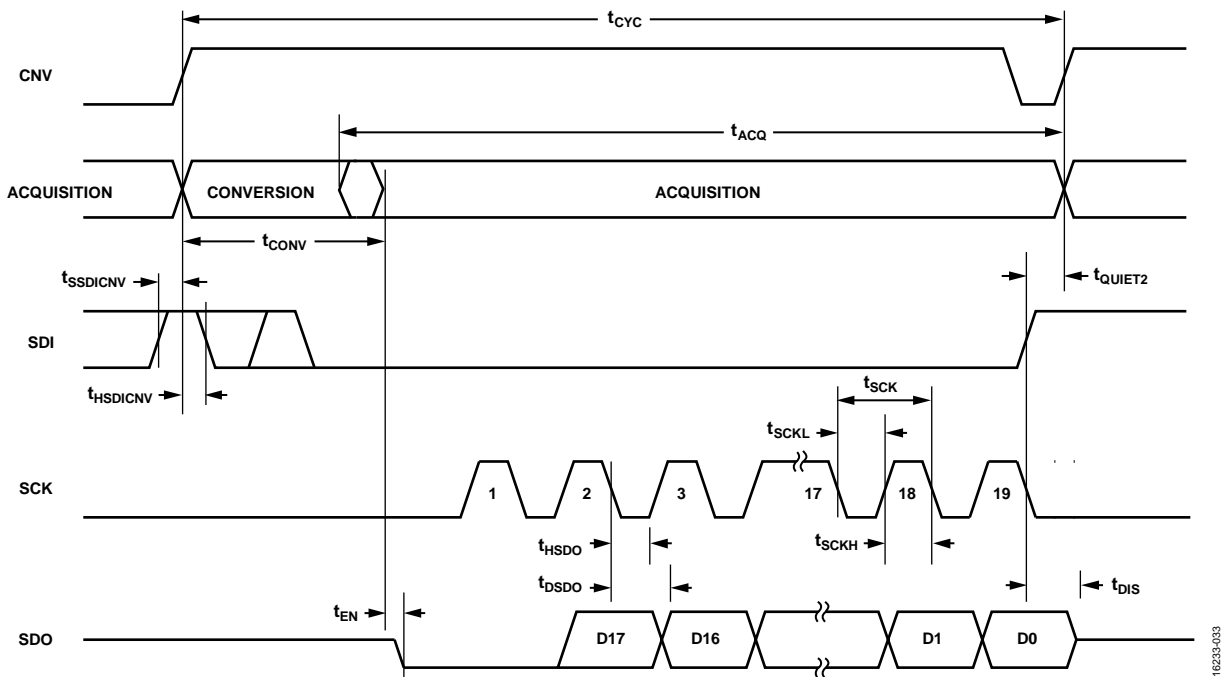 tCYC
CNV
tACQ
ACQUISITION
CONVERSION
ACQUISITION
tCONV
tSSDICNV
tQUIET2
SDI
tHSDICNV
tSCK
tSCKL
SCK
1
2
3
17
18
19
tHSDO
tSCKH
tDSDO
tDIS
tEN
SDO
D17
D16
D1
D0
16233-033